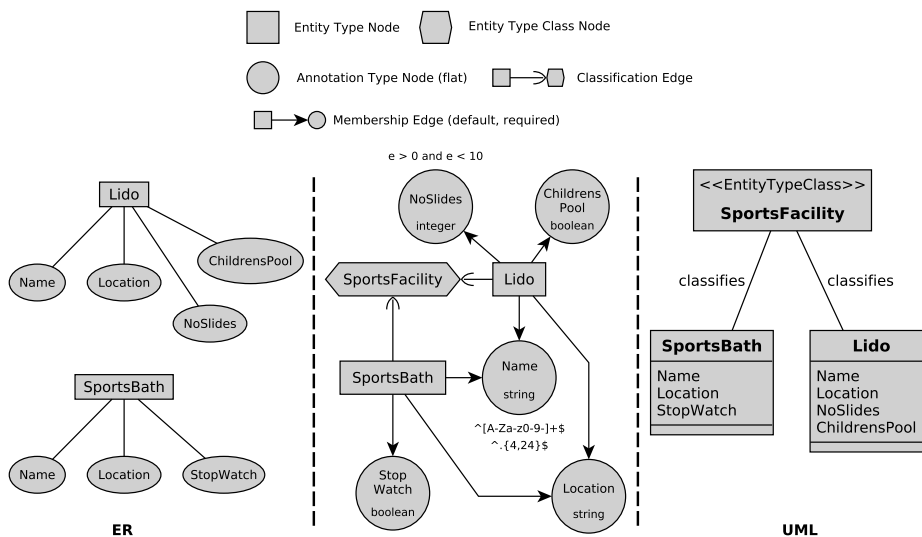 Entity Type Node
Entity Type Class Node
Annotation Type Node (flat)
Classification Edge
Membership Edge (default, required)
Lido
Name
Location
NoSlides
ChildrensPool
SportsBath
Name
Location
StopWatch
ER
e > 0 and e < 10
NoSlides
integer
Childrens
Pool
boolean
SportsFacility
Lido
SportsBath
Name
string
^[A-Za-z0-9-]+$
^.{4,24}$
Stop
Watch
boolean
Location
string
<<EntityTypeClass>>
SportsFacility
classifies
classifies
SportsBath
Name
Location
StopWatch
Lido
Name
Location
NoSlides
ChildrensPool
UML